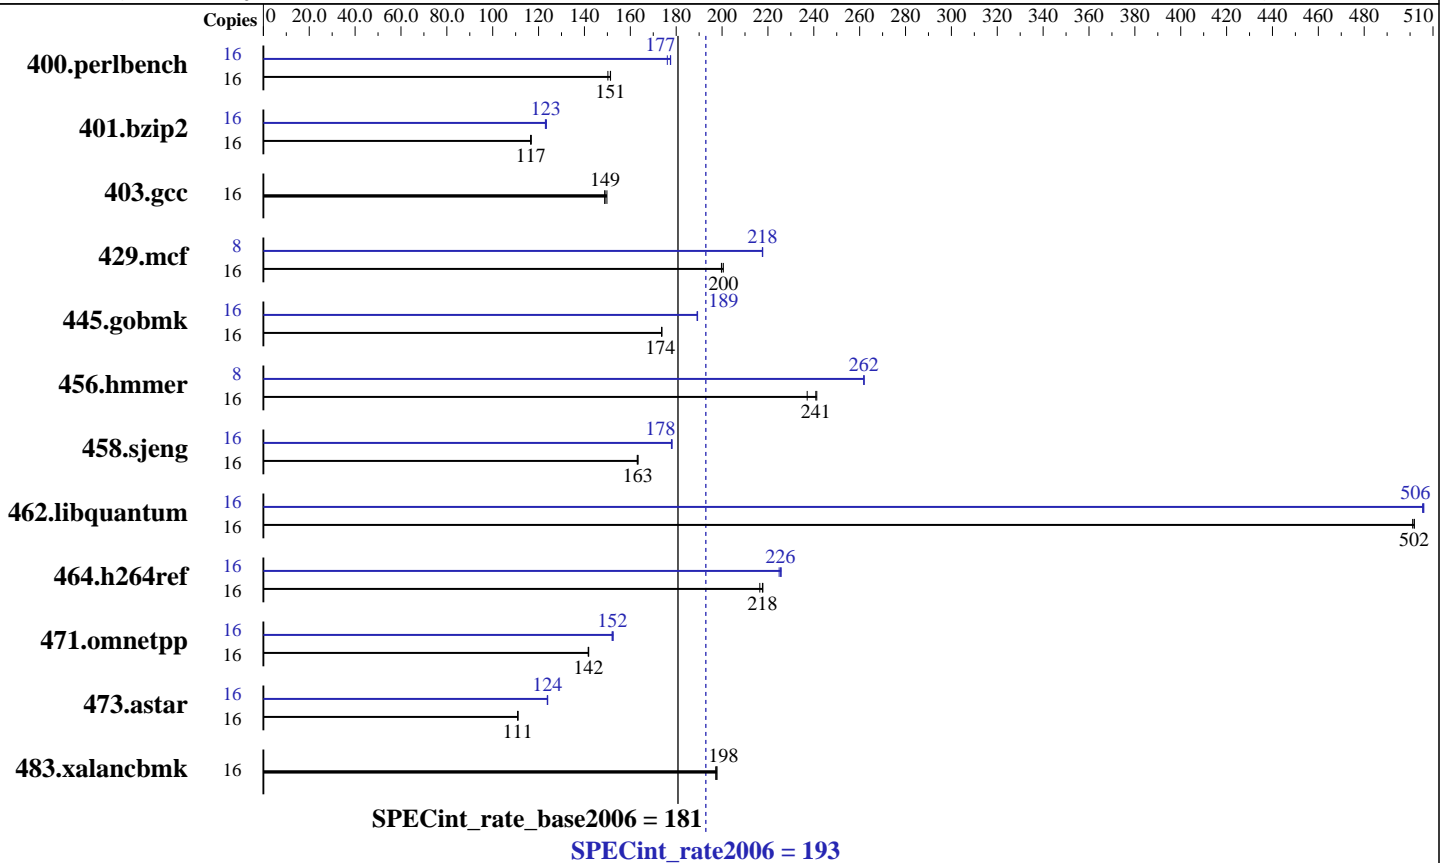 Copies 0 20.0 40.0 60.0 80.0 100 120 140 160 180 200 220 240 260 280 300 320 340 360 380 400 420 440 460 480 510
400.perlbench 16 177
16 151
401.bzip2 16 123
16 117
403.gcc 16 149
429.mcf 8 218
16 200
445.gobmk 16 189
16 174
456.hmmer 8 262
16 241
458.sjeng 16 178
16 163
462.libquantum 16 506
16 502
464.h264ref 16 226
16 218
471.omnetpp 16 152
16 142
473.astar 16 124
16 111
483.xalancbmk 16 198
SPECint_rate_base2006 = 181
SPECint_rate2006 = 193